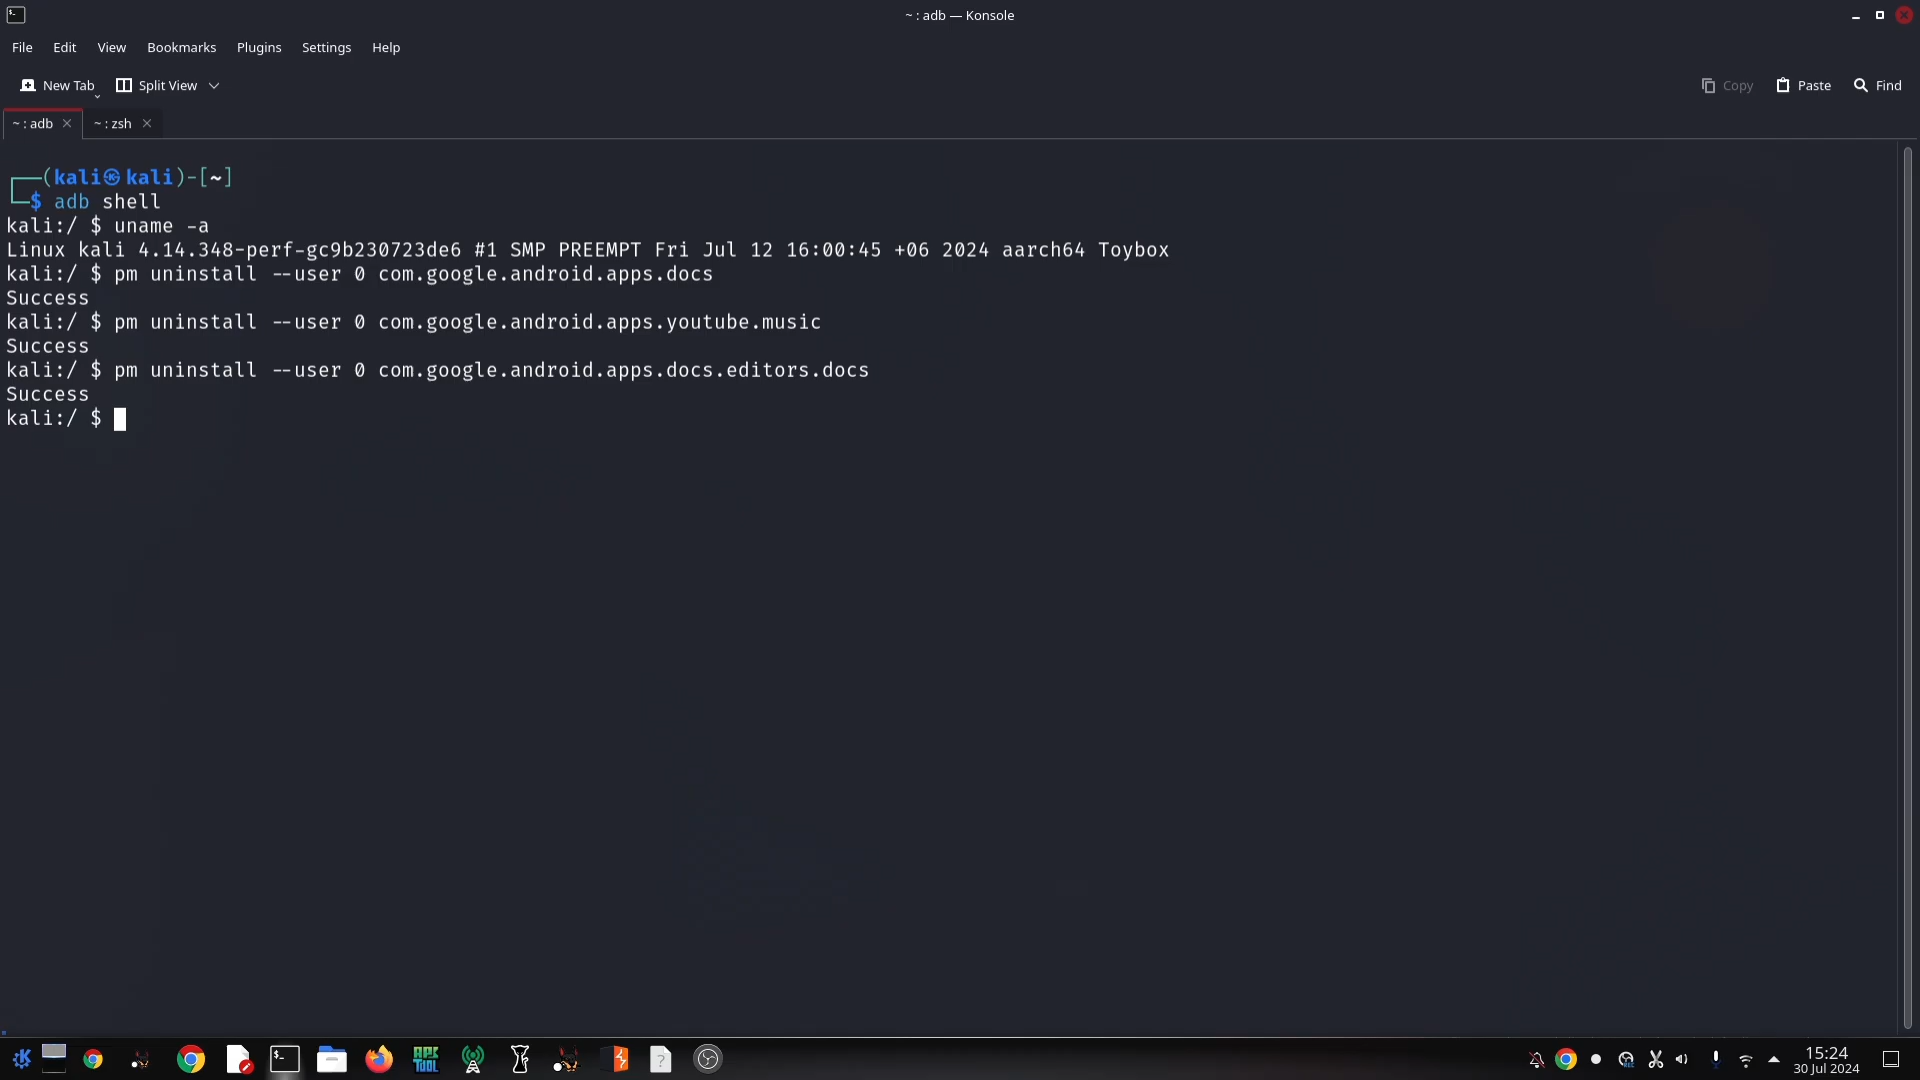 ~ : adb — Konsole
File Edit View Bookmarks Plugins Settings Help
New Tab Split View Copy Paste Find
~ : adb ~ : zsh
(kali㉿kali)-[~]
$ adb shell
kali:/ $ uname -a
Linux kali 4.14.348-perf-gc9b230723de6 #1 SMP PREEMPT Fri Jul 12 16:00:45 +06 2024 aarch64 Toybox
kali:/ $ pm uninstall --user 0 com.google.android.apps.docs
Success
kali:/ $ pm uninstall --user 0 com.google.android.apps.youtube.music
Success
kali:/ $ pm uninstall --user 0 com.google.android.apps.docs.editors.docs
Success
kali:/ $
APK TOOL
15:24
30 Jul 2024